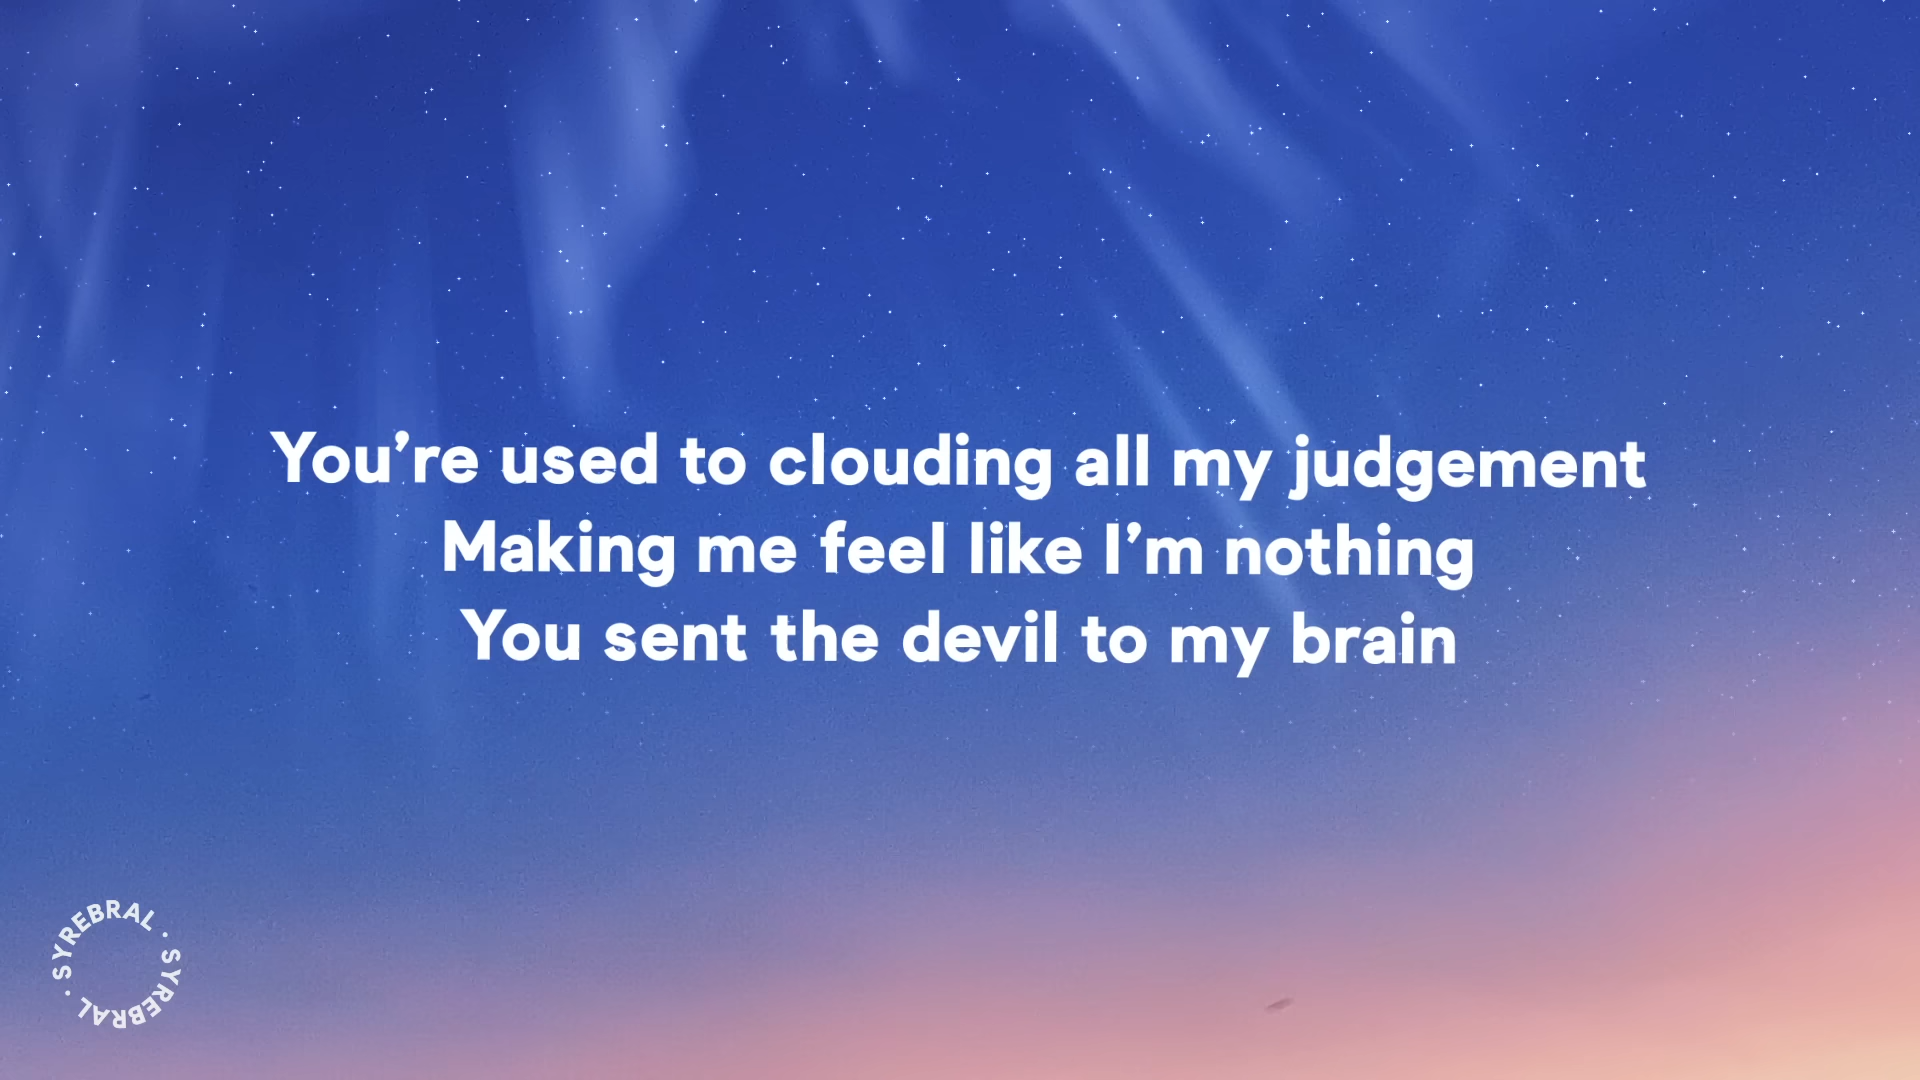 You’re used to clouding all my judgement
Making me feel like I’m nothing
You sent the devil to my brain
SYREBRAL · SYREBRAL ·